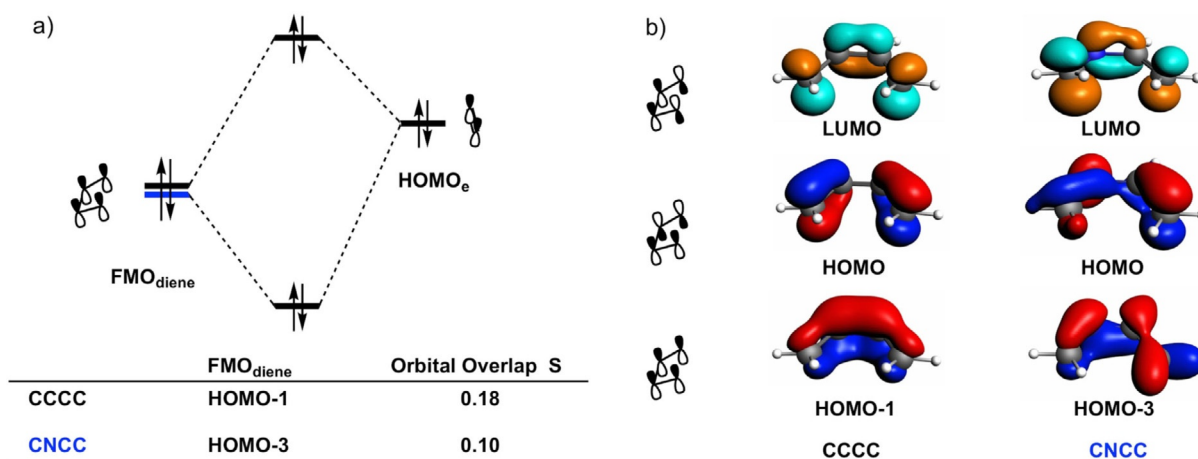 a)
HOMOe
FMOdiene
FMOdiene Orbital Overlap S
CCCC HOMO-1 0.18
CNCC HOMO-3 0.10
b)
LUMO LUMO
HOMO HOMO
HOMO-1 HOMO-3
CCCC CNCC